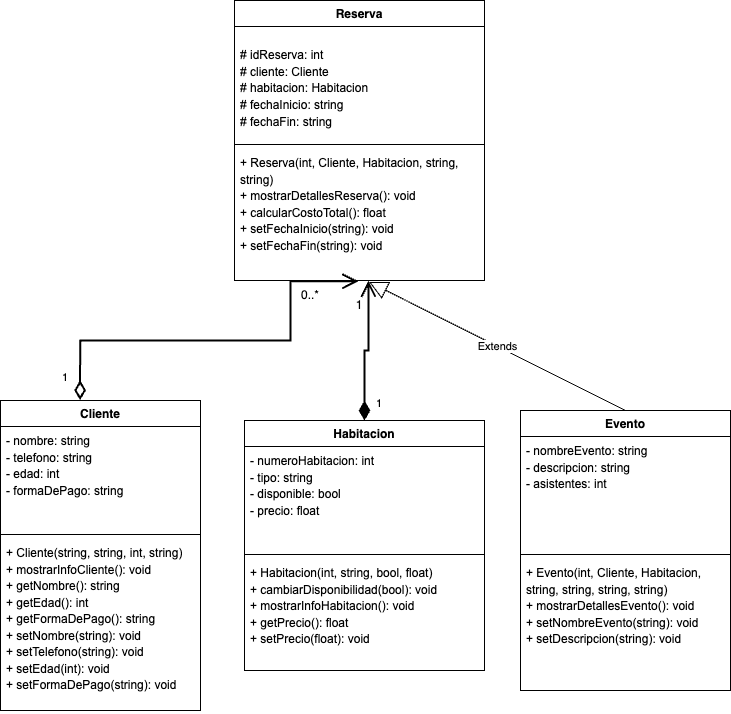 Reserva
# idReserva: int
# cliente: Cliente
# habitacion: Habitacion
# fechaInicio: string
# fechaFin: string
+ Reserva(int, Cliente, Habitacion, string,
string)
+ mostrarDetallesReserva(): void
+ calcularCostoTotal(): float
+ setFechaInicio(string): void
+ setFechaFin(string): void
0..*
1
Extends
1
1
Cliente
- nombre: string
- telefono: string
- edad: int
- formaDePago: string
+ Cliente(string, string, int, string)
+ mostrarInfoCliente(): void
+ getNombre(): string
+ getEdad(): int
+ getFormaDePago(): string
+ setNombre(string): void
+ setTelefono(string): void
+ setEdad(int): void
+ setFormaDePago(string): void
Habitacion
- numeroHabitacion: int
- tipo: string
- disponible: bool
- precio: float
+ Habitacion(int, string, bool, float)
+ cambiarDisponibilidad(bool): void
+ mostrarInfoHabitacion(): void
+ getPrecio(): float
+ setPrecio(float): void
Evento
- nombreEvento: string
- descripcion: string
- asistentes: int
+ Evento(int, Cliente, Habitacion,
string, string, string, string)
+ mostrarDetallesEvento(): void
+ setNombreEvento(string): void
+ setDescripcion(string): void